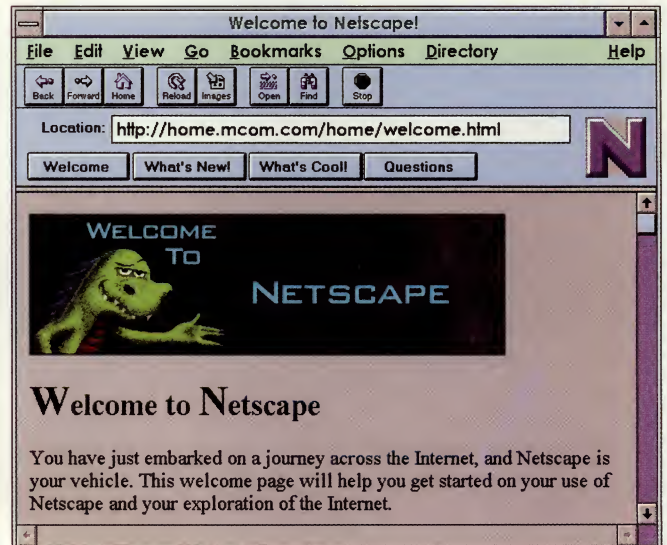 Welcome to Netscape!
File Edit View Go Bookmarks Options Directory Help
Back Forward Home Reload Images Open Find Stop
Location: http://home.mcom.com/home/welcome.html
N
Welcome What's New! What's Cool! Questions
WELCOME
TO
NETSCAPE
Welcome to Netscape
You have just embarked on a journey across the Internet, and Netscape is
your vehicle. This welcome page will help you get started on your use of
Netscape and your exploration of the Internet.